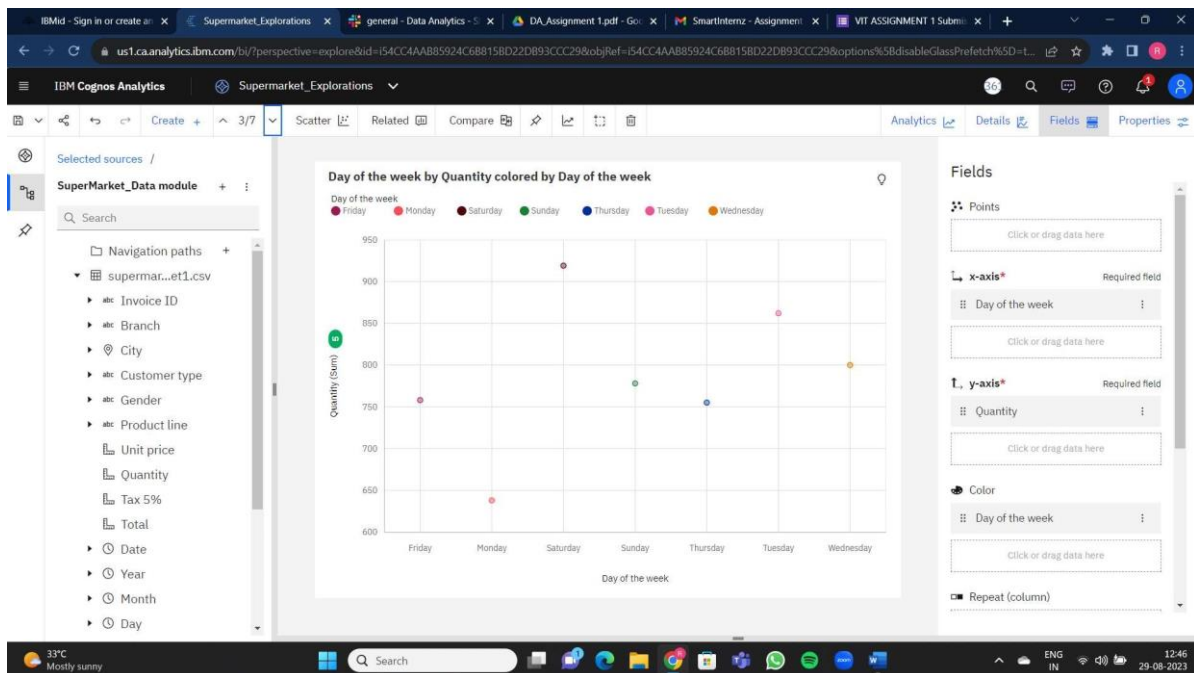 IBMid - Sign in or create an
Supermarket_Explorations
general - Data Analytics - S
DA_Assignment 1.pdf - Goo
SmartInternz - Assignment
VIT ASSIGNMENT 1 Submis
us1.ca.analytics.ibm.com/bi/?perspective=explore&id=i54CC4AAB85924C6B815BD22DB93CCC29&objRef=i54CC4AAB85924C6B815BD22DB93CCC29&options%5BdisableGlassPrefetch%5D=t...
R
IBM Cognos Analytics
Supermarket_Explorations
1
Create +
3/7
Scatter
Related
Compare
Analytics
Details
Fields
Properties
Selected sources /
SuperMarket_Data module
Search
Navigation paths
supermar...et1.csv
abc Invoice ID
abc Branch
City
abc Customer type
abc Gender
abc Product line
Unit price
Quantity
Tax 5%
Total
Date
Year
Month
Day
Day of the week by Quantity colored by Day of the week
Day of the week
Friday Monday Saturday Sunday Thursday Tuesday Wednesday
950
900
850
800
750
700
650
600
5
Quantity (Sum)
Friday Monday Saturday Sunday Thursday Tuesday Wednesday
Day of the week
Fields
Points
Click or drag data here
x-axis* Required field
Day of the week
Click or drag data here
y-axis* Required field
Quantity
Click or drag data here
Color
Day of the week
Click or drag data here
Repeat (column)
33°C
Mostly sunny
Search
zoom
W
ENG
IN
12:46
29-08-2023